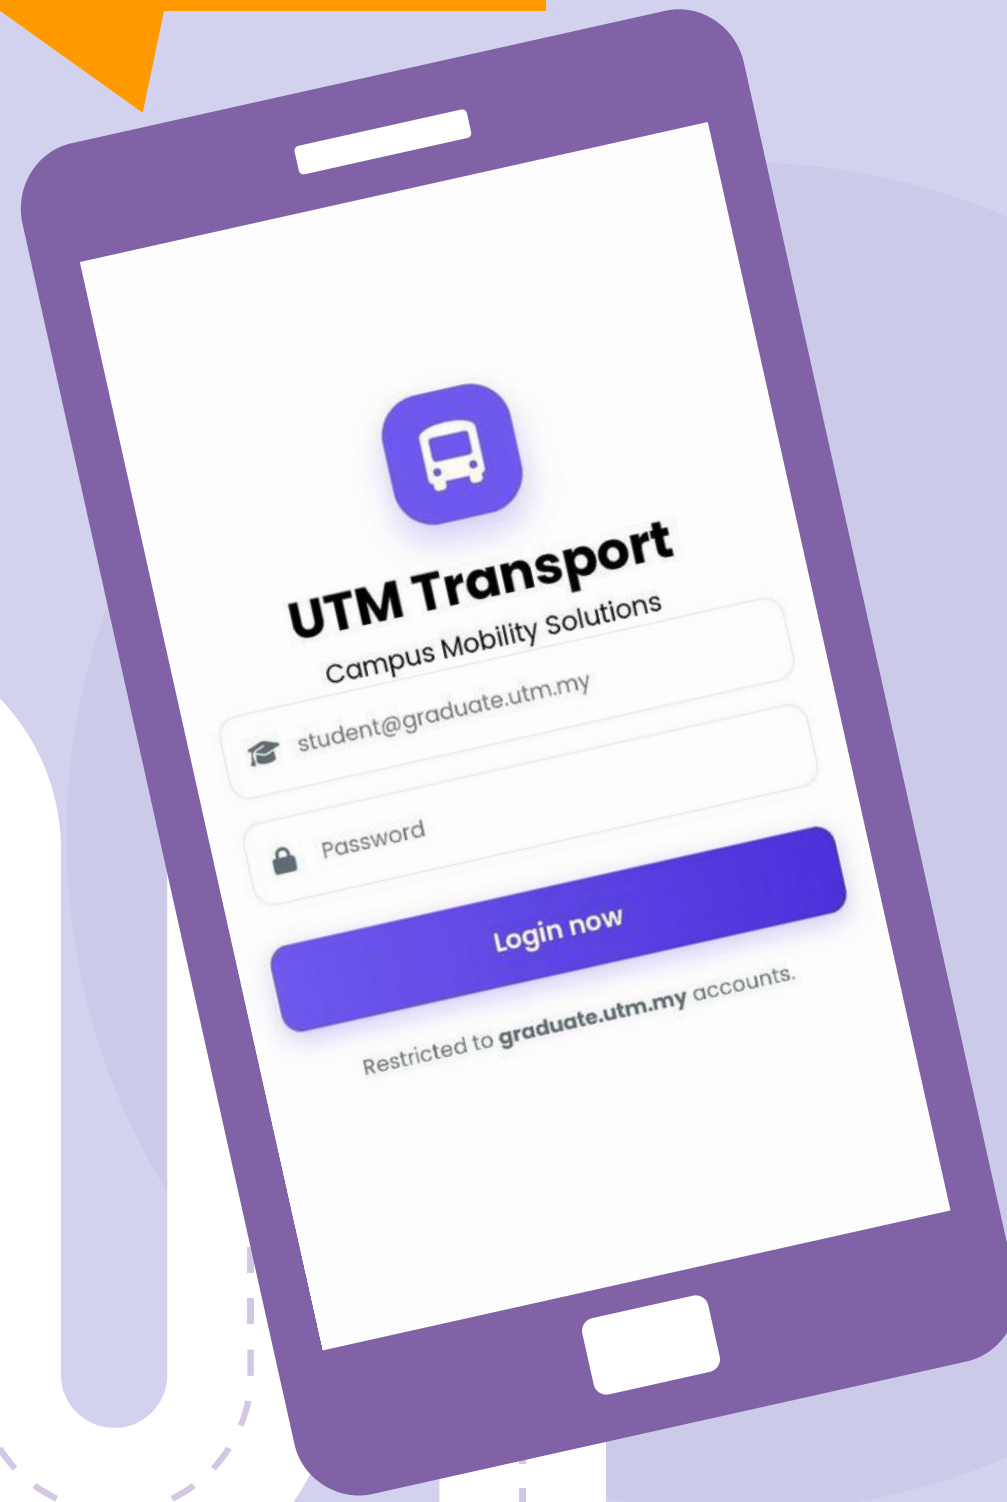 UTM Transport
Campus Mobility Solutions
student@graduate.utm.my
Password
Login now
Restricted to graduate.utm.my accounts.